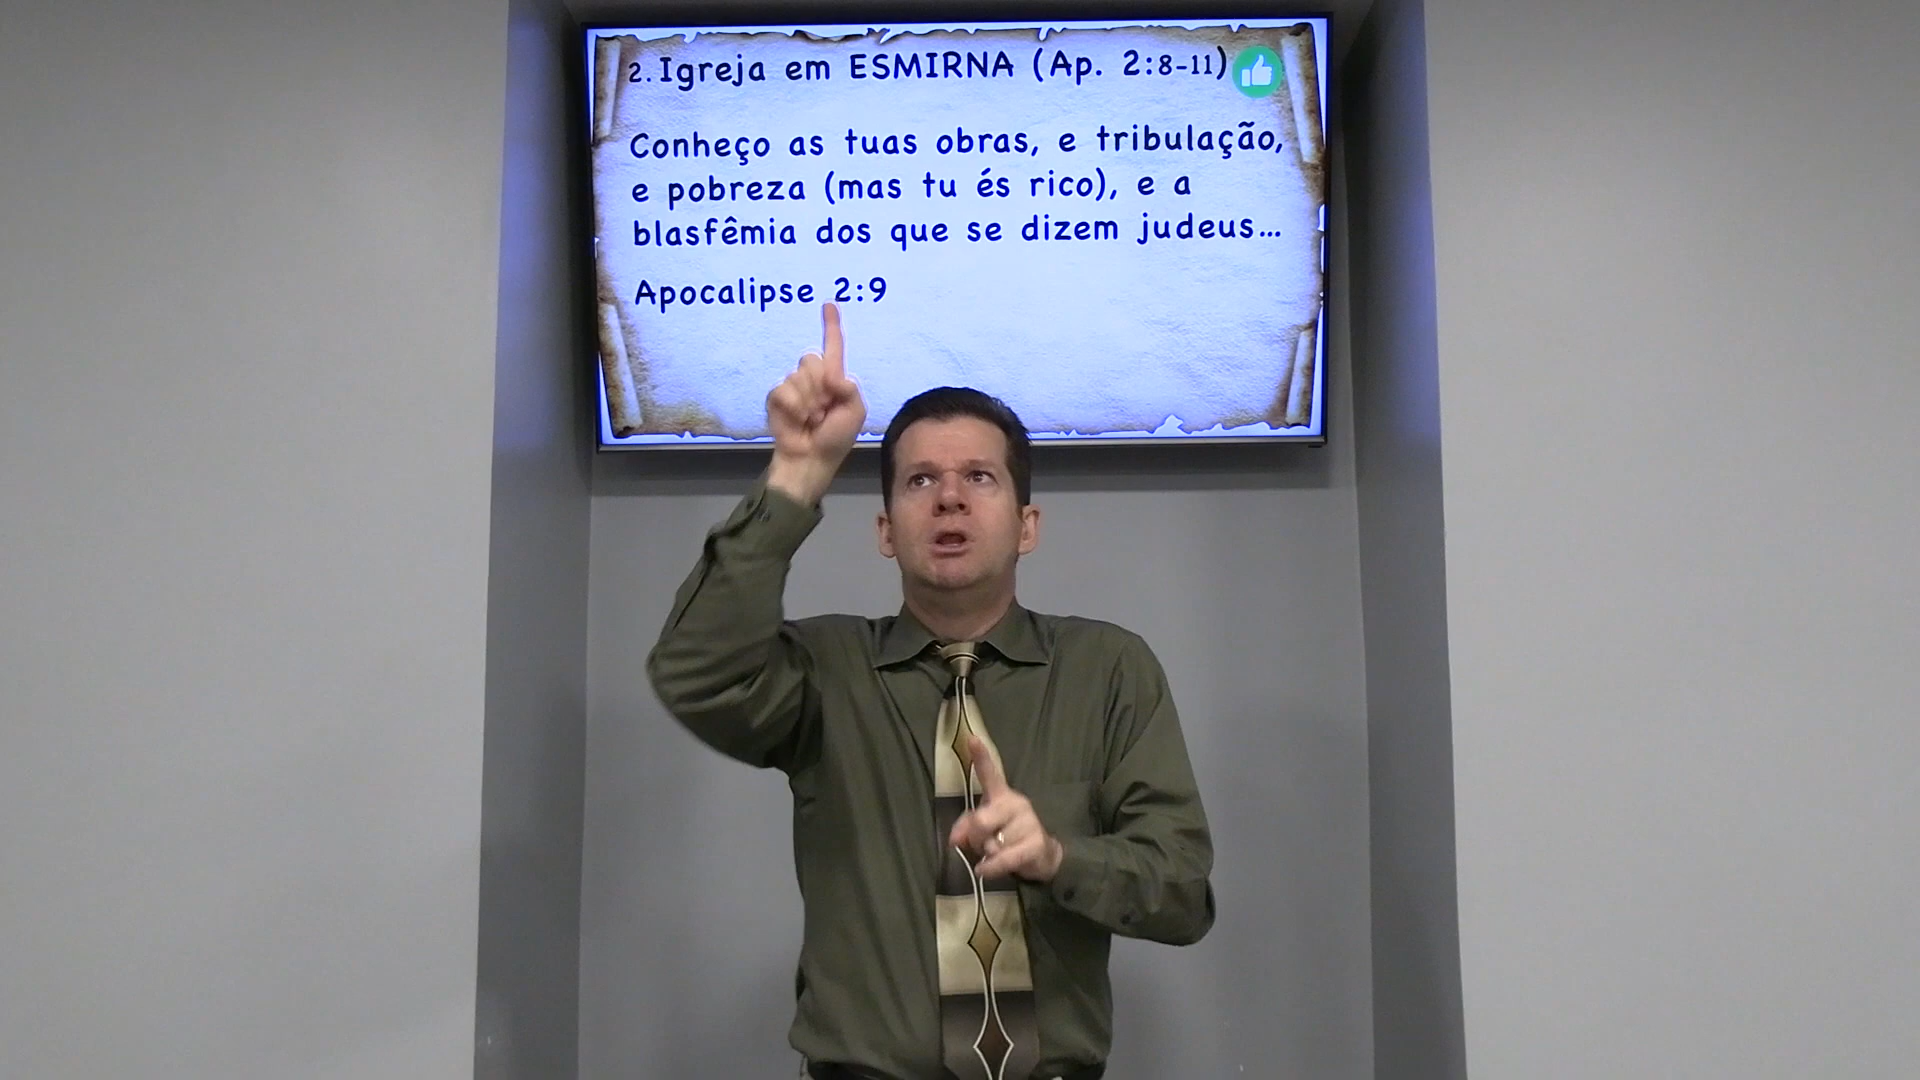 2. Igreja em ESMIRNA (Ap. 2:8-11)
Conheço as tuas obras, e tribulação,
e pobreza (mas tu és rico), e a
blasfêmia dos que se dizem judeus...
Apocalipse 2:9